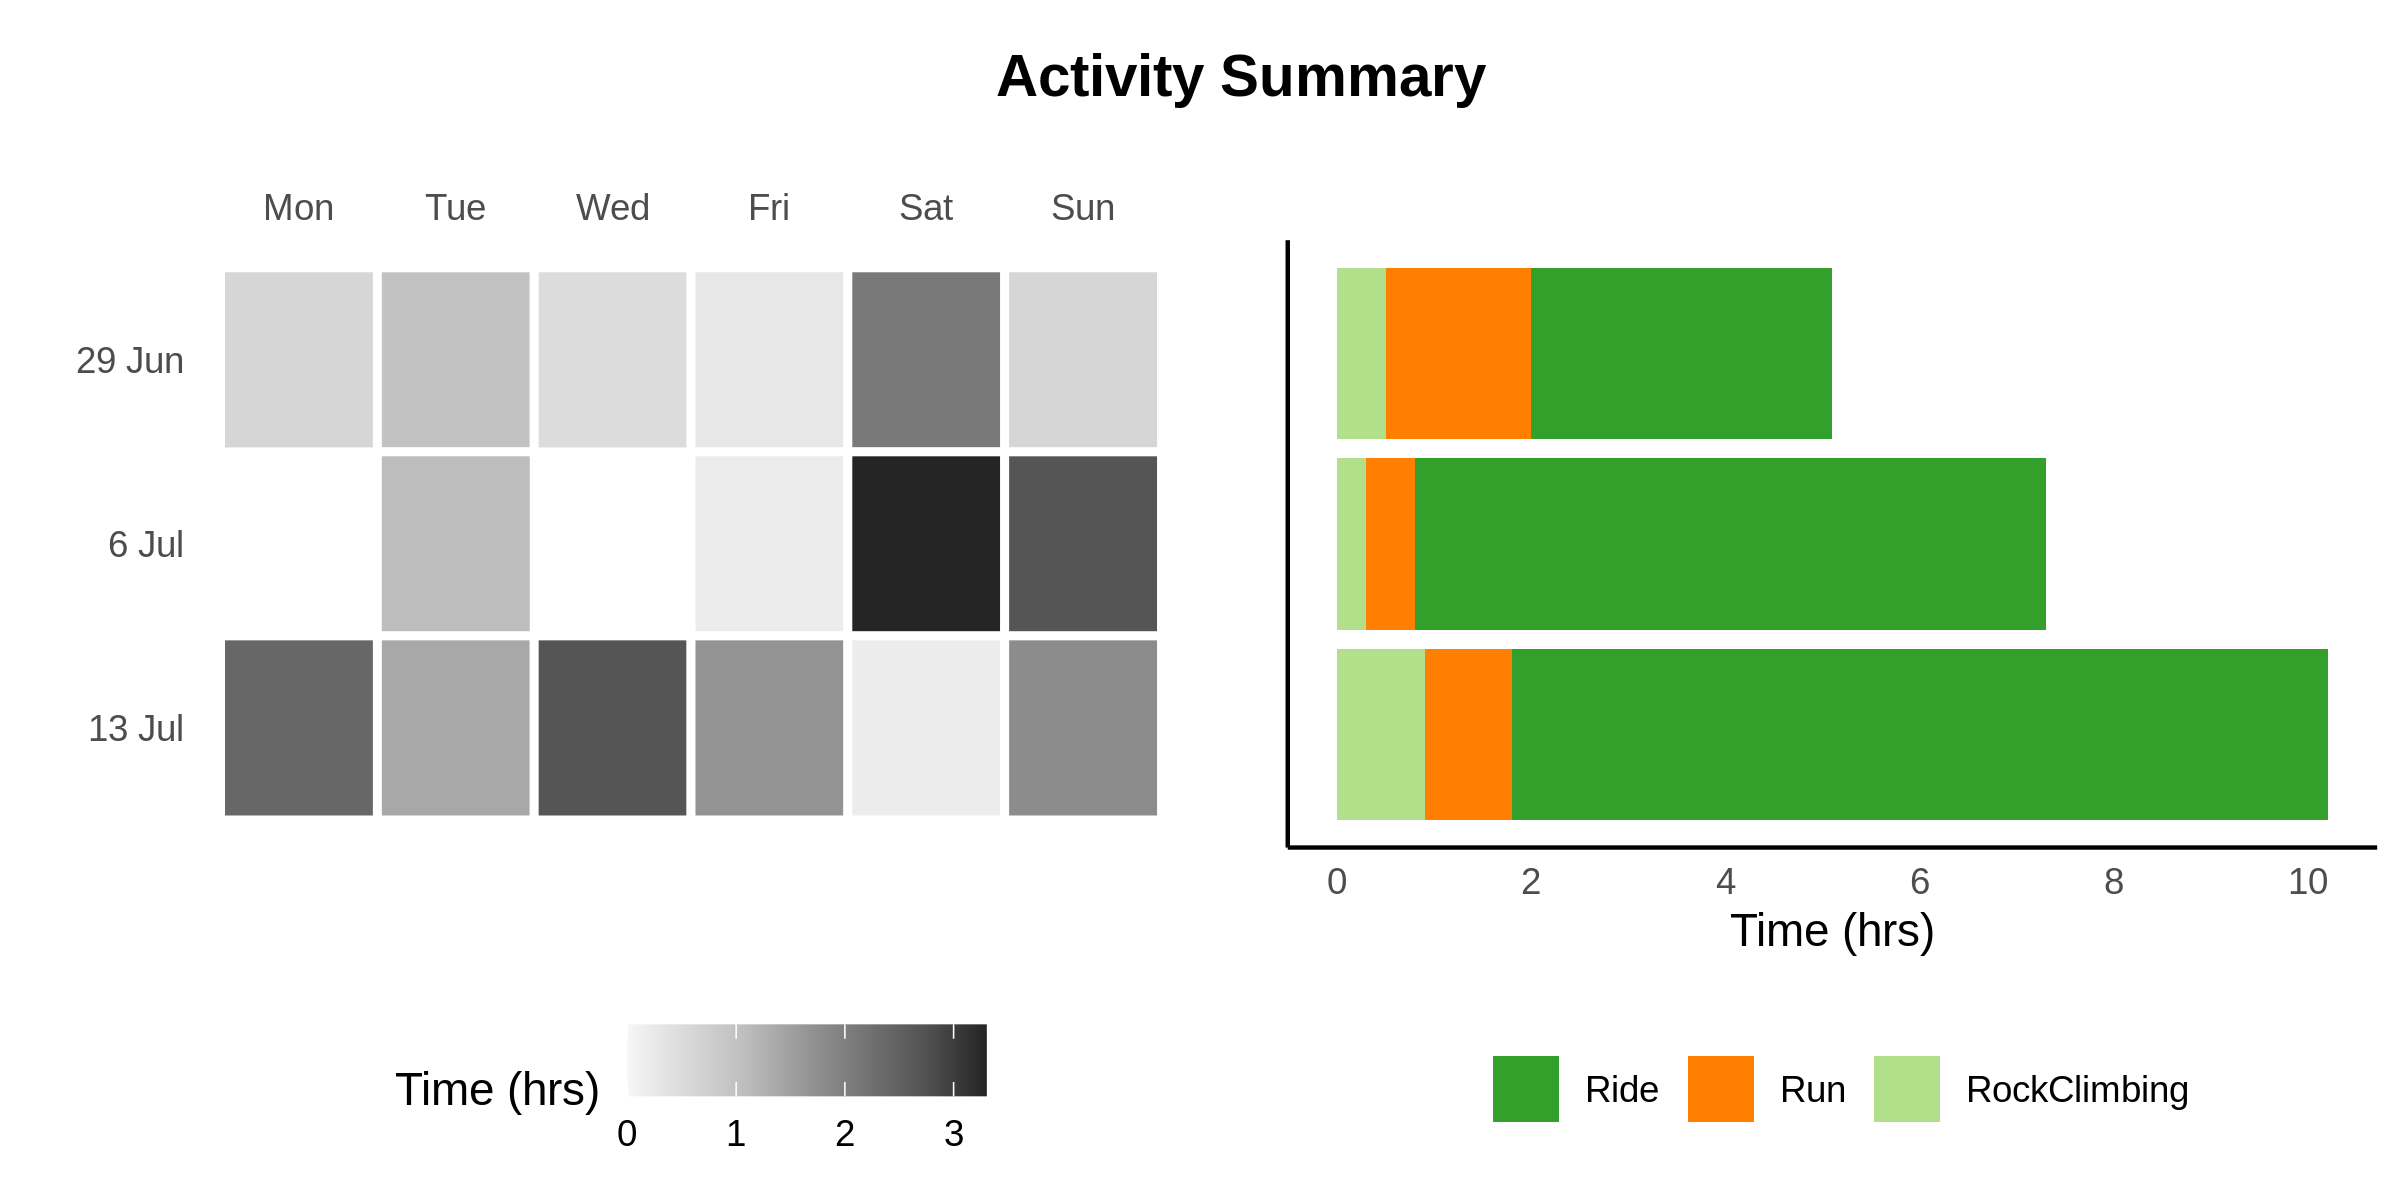 Activity Summary
Mon Tue Wed Fri Sat Sun
29 Jun
6 Jul
13 Jul
0 2 4 6 8 10
Time (hrs)
Time (hrs)
0 1 2 3
Ride Run RockClimbing